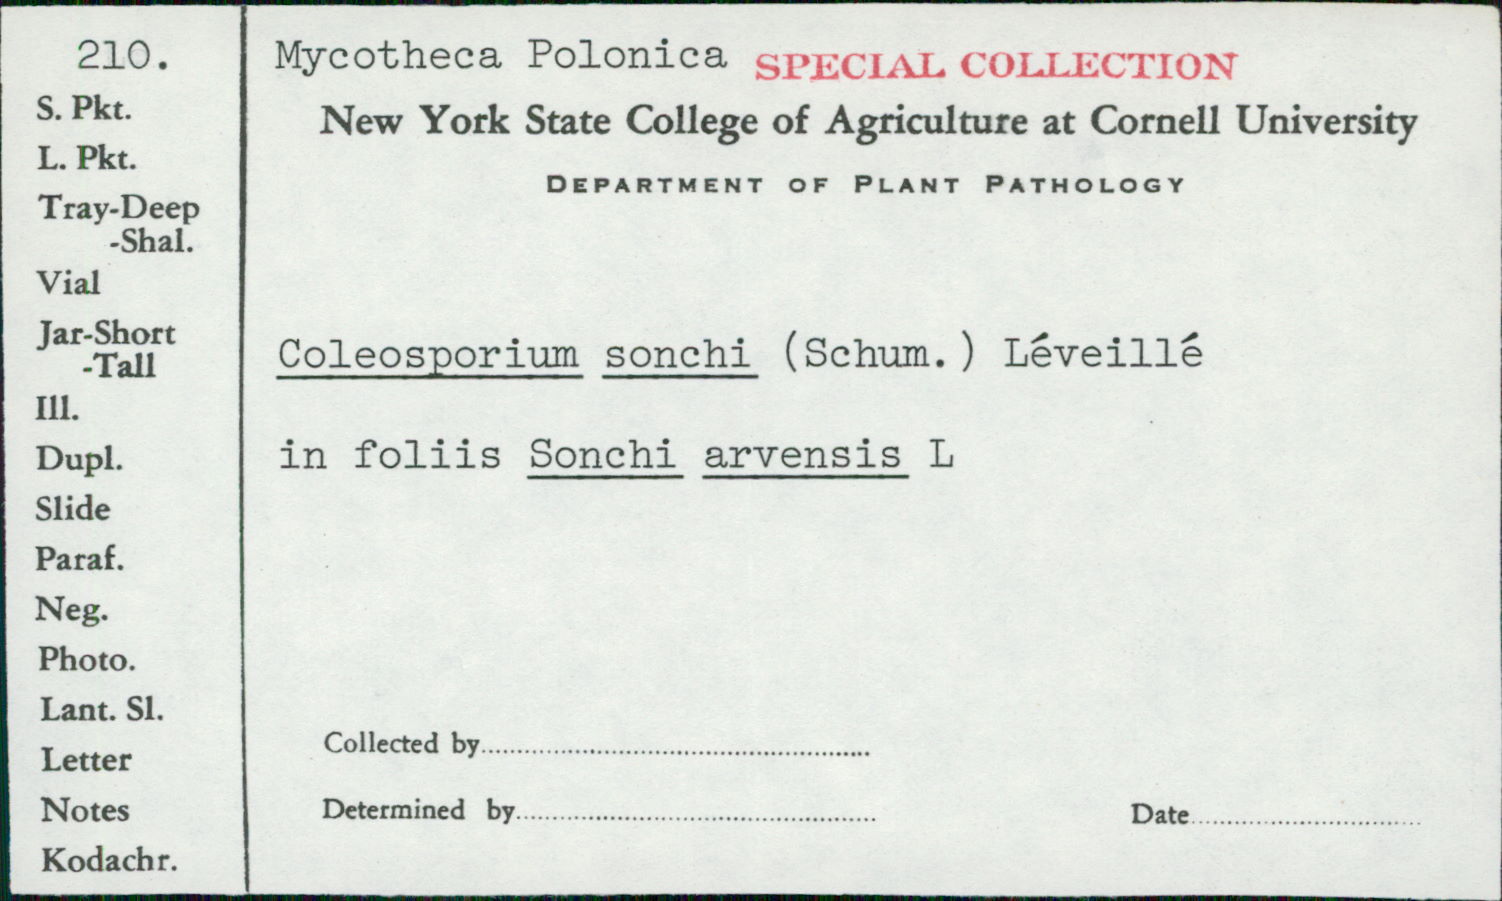 210.
S. Pkt.
L. Pkt.
Tray-Deep
-Shal.
Vial
Jar-Short
-Tall
Ill.
Dupl.
Slide
Paraf.
Neg.
Photo.
Lant. Sl.
Letter
Notes
Kodachr.
Mycotheca Polonica SPECIAL COLLECTION
New York State College of Agriculture at Cornell University
DEPARTMENT OF PLANT PATHOLOGY
Coleosporium sonchi (Schum.) Léveillé
in foliis Sonchi arvensis L
Collected by
Determined by
Date